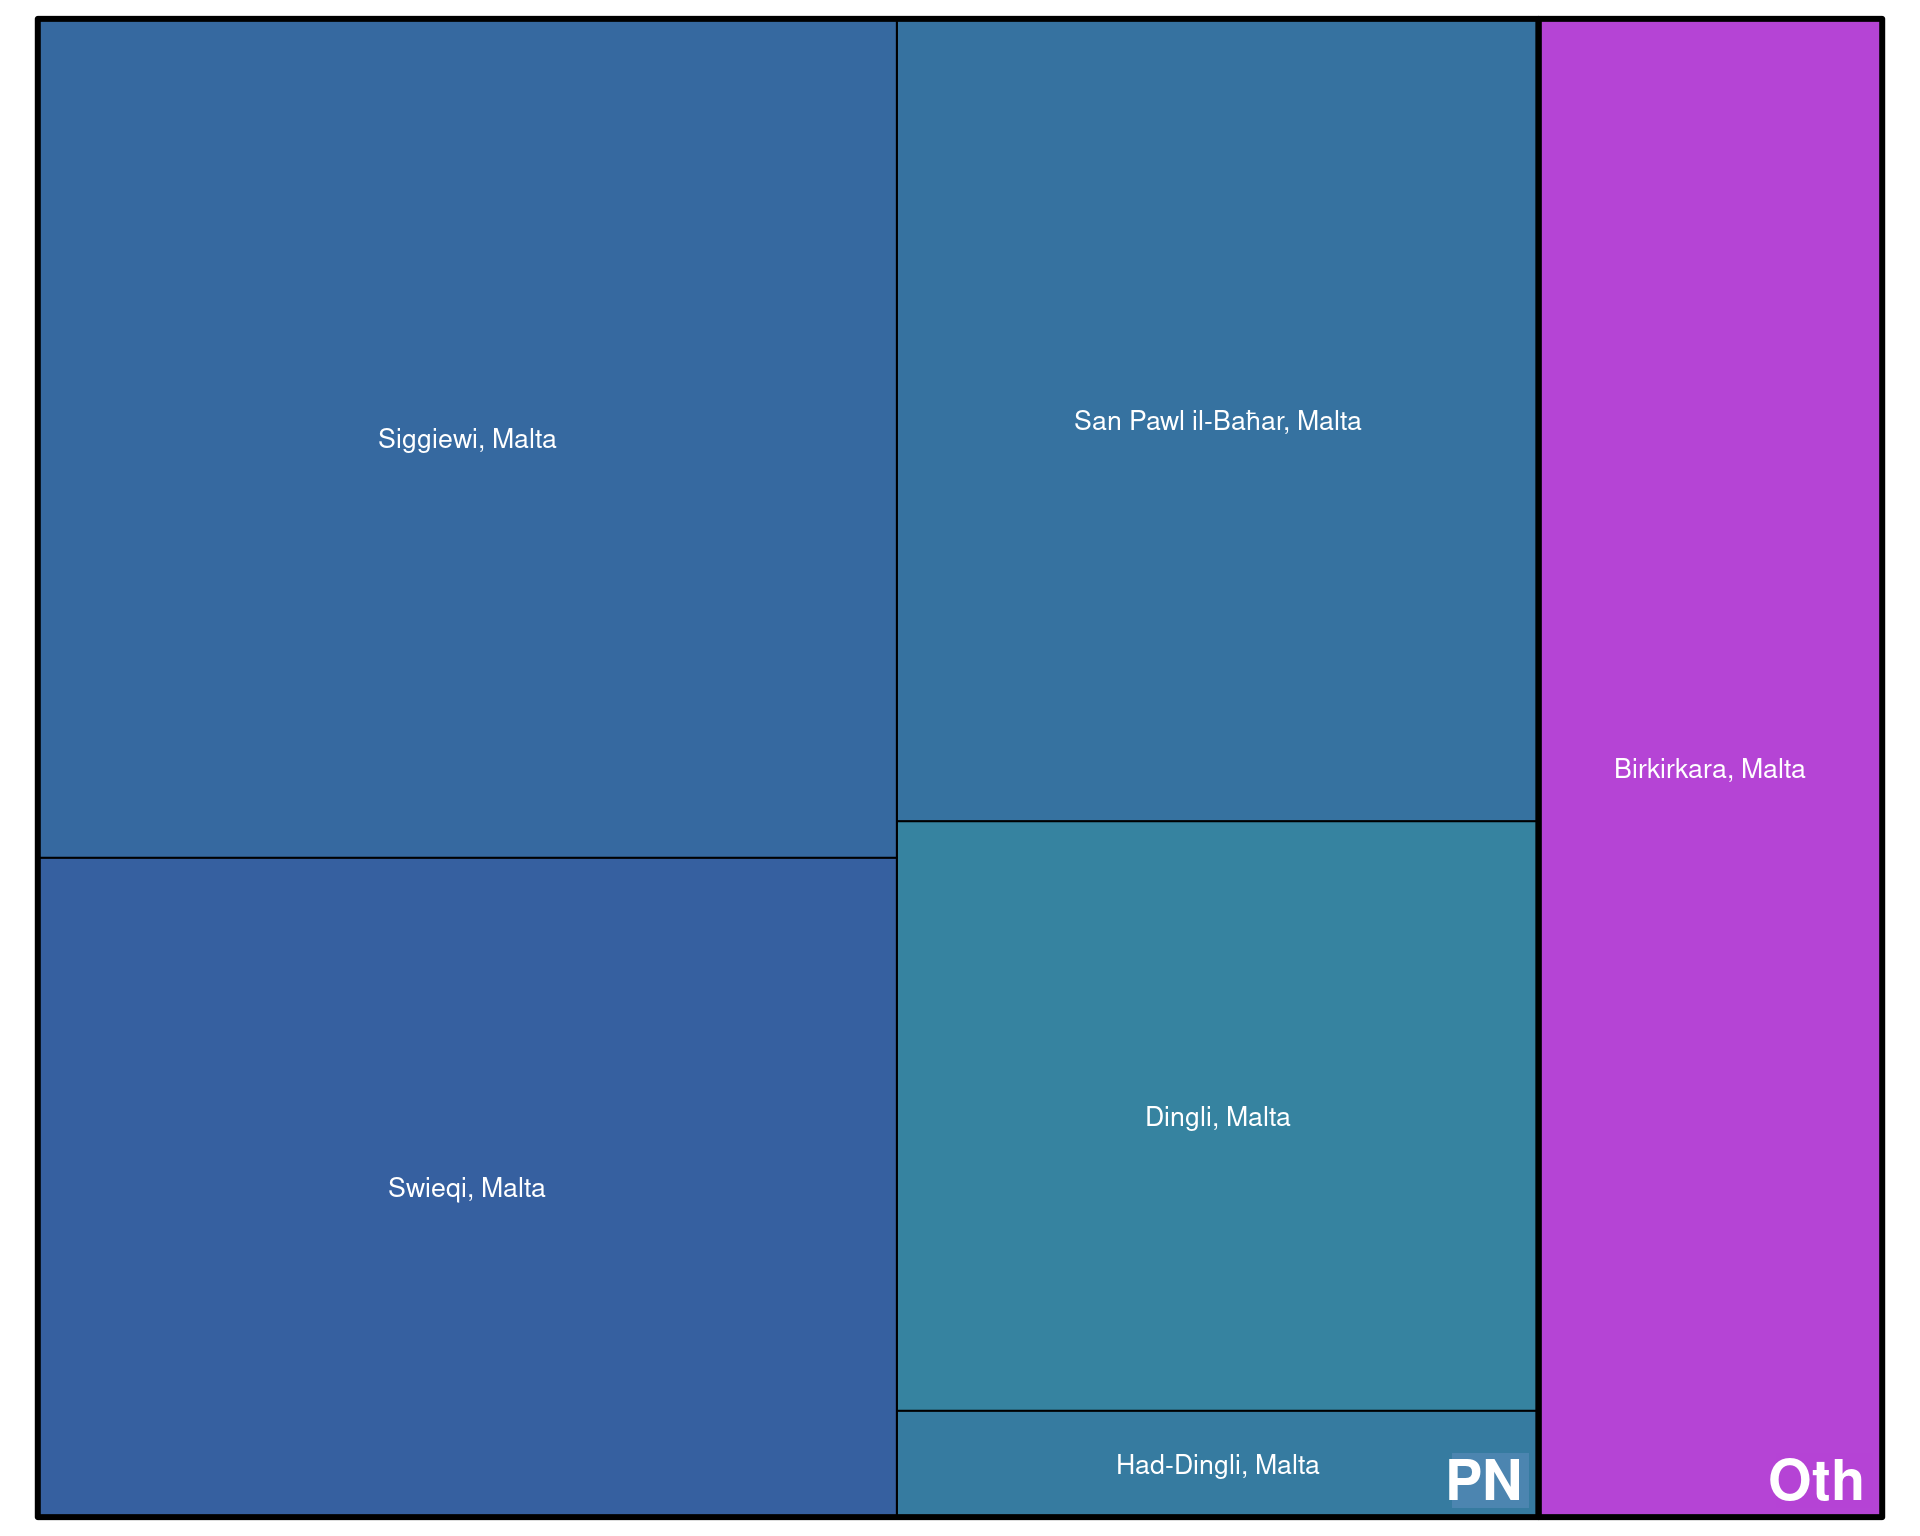 Siggiewi, Malta
Swieqi, Malta
San Pawl il-Baħar, Malta
Dingli, Malta
Had-Dingli, Malta
PN
Birkirkara, Malta
Oth